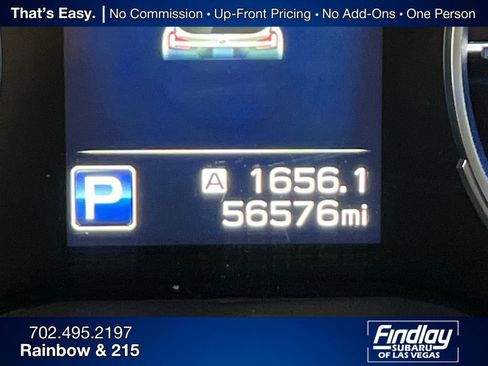 That's Easy. | No Commission • Up-Front Pricing • No Add-Ons • One Person
A 1656.1
P 56576mi
702.495.2197
Rainbow & 215
Findlay
SUBARU
OF LAS VEGAS